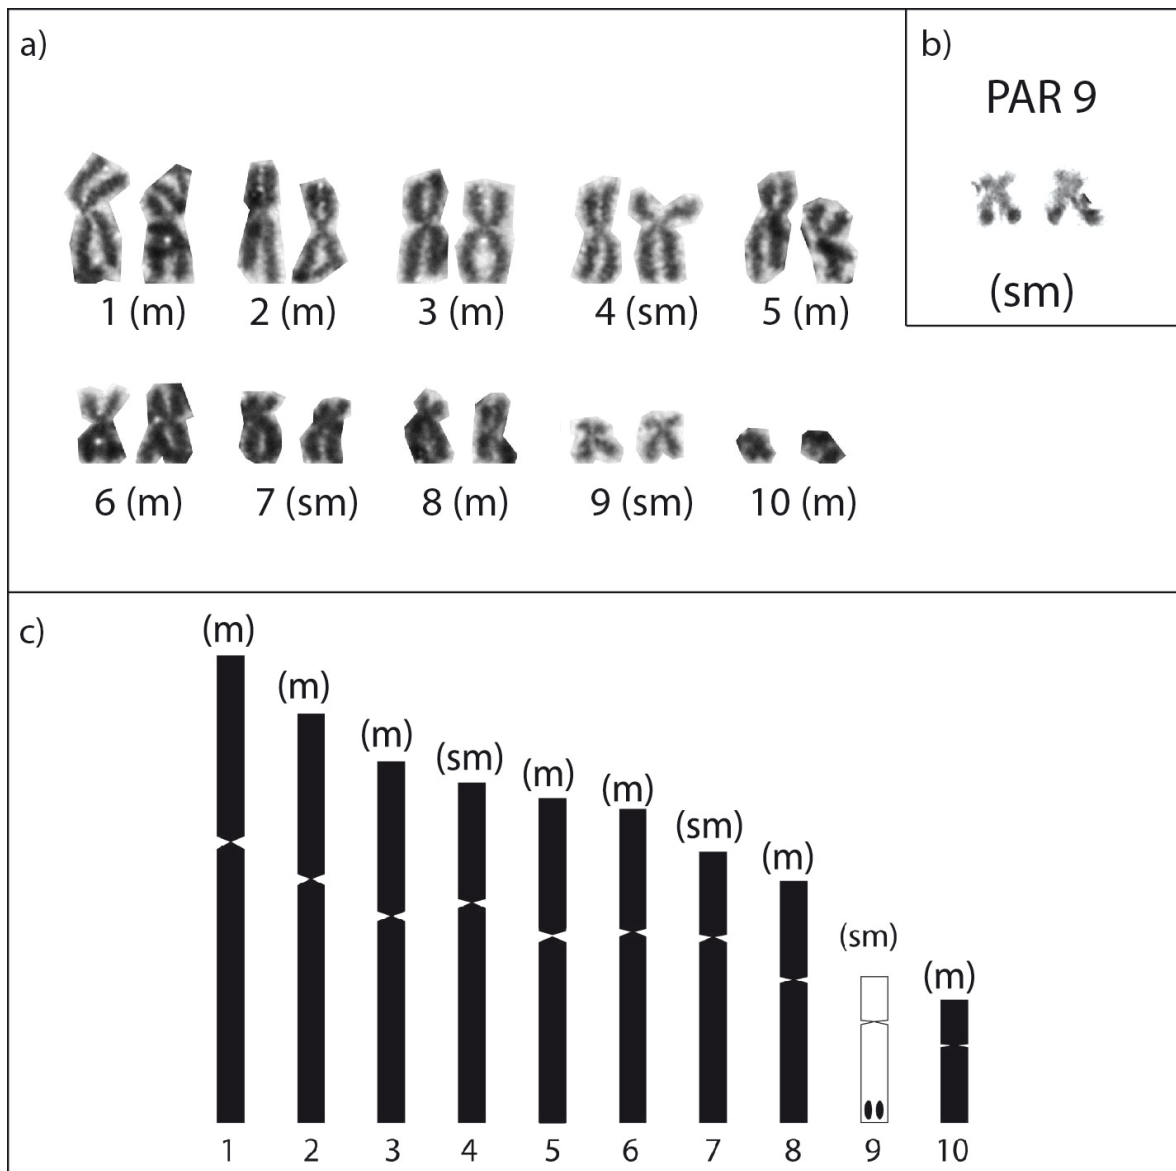 a)
1 (m) 2 (m) 3 (m) 4 (sm) 5 (m)
6 (m) 7 (sm) 8 (m) 9 (sm) 10 (m)
b)
PAR 9
(sm)
c)
(m) (m) (m) (sm) (m) (m) (sm) (m) (sm) (m)
1 2 3 4 5 6 7 8 9 10